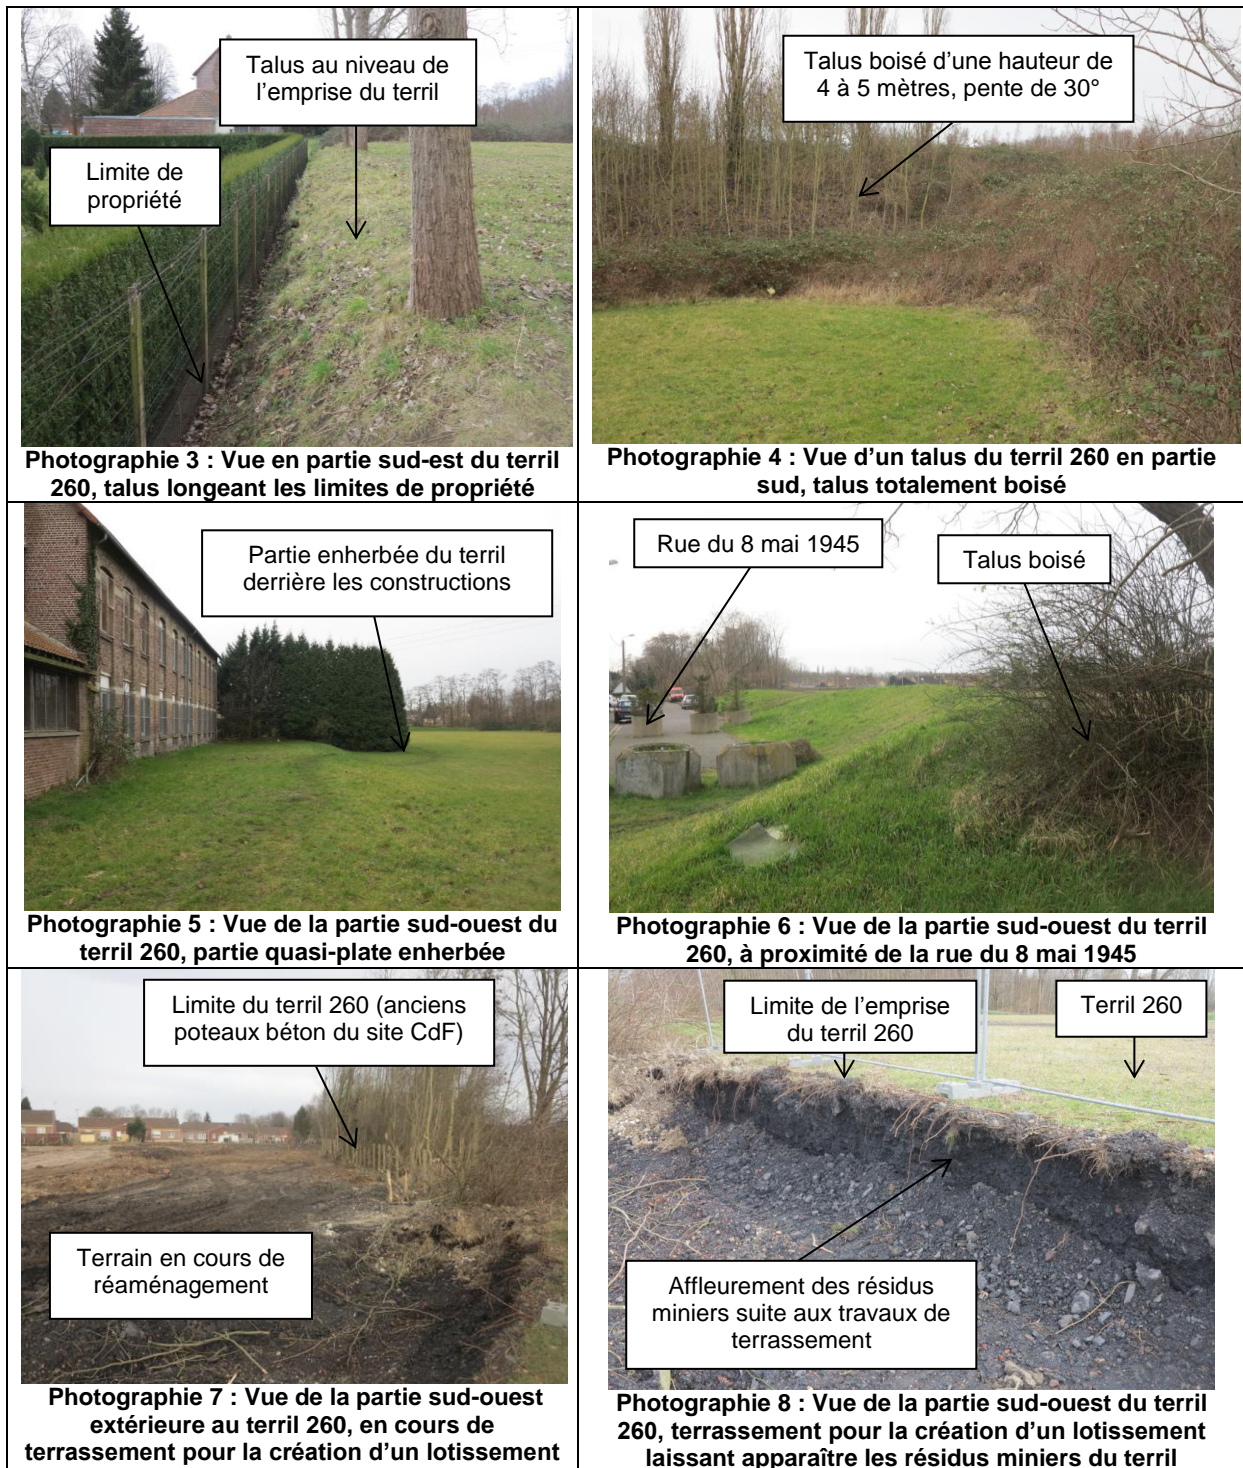 Talus au niveau de
l'emprise du terril
Limite de
propriété
Photographie 3 : Vue en partie sud-est du terril
260, talus longeant les limites de propriété
Talus boisé d'une hauteur de
4 à 5 mètres, pente de 30°
Photographie 4 : Vue d'un talus du terril 260 en partie
sud, talus totalement boisé
Partie enherbée du terril
derrière les constructions
Photographie 5 : Vue de la partie sud-ouest du
terril 260, partie quasi-plate enherbée
Rue du 8 mai 1945
Talus boisé
Photographie 6 : Vue de la partie sud-ouest du terril
260, à proximité de la rue du 8 mai 1945
Limite du terril 260 (anciens
poteaux béton du site CdF)
Terrain en cours de
réaménagement
Photographie 7 : Vue de la partie sud-ouest
extérieure au terril 260, en cours de
terrassement pour la création d'un lotissement
Limite de l'emprise
du terril 260
Terril 260
Affleurement des résidus
miniers suite aux travaux de
terrassement
Photographie 8 : Vue de la partie sud-ouest du terril
260, terrassement pour la création d'un lotissement
laissant apparaître les résidus miniers du terril